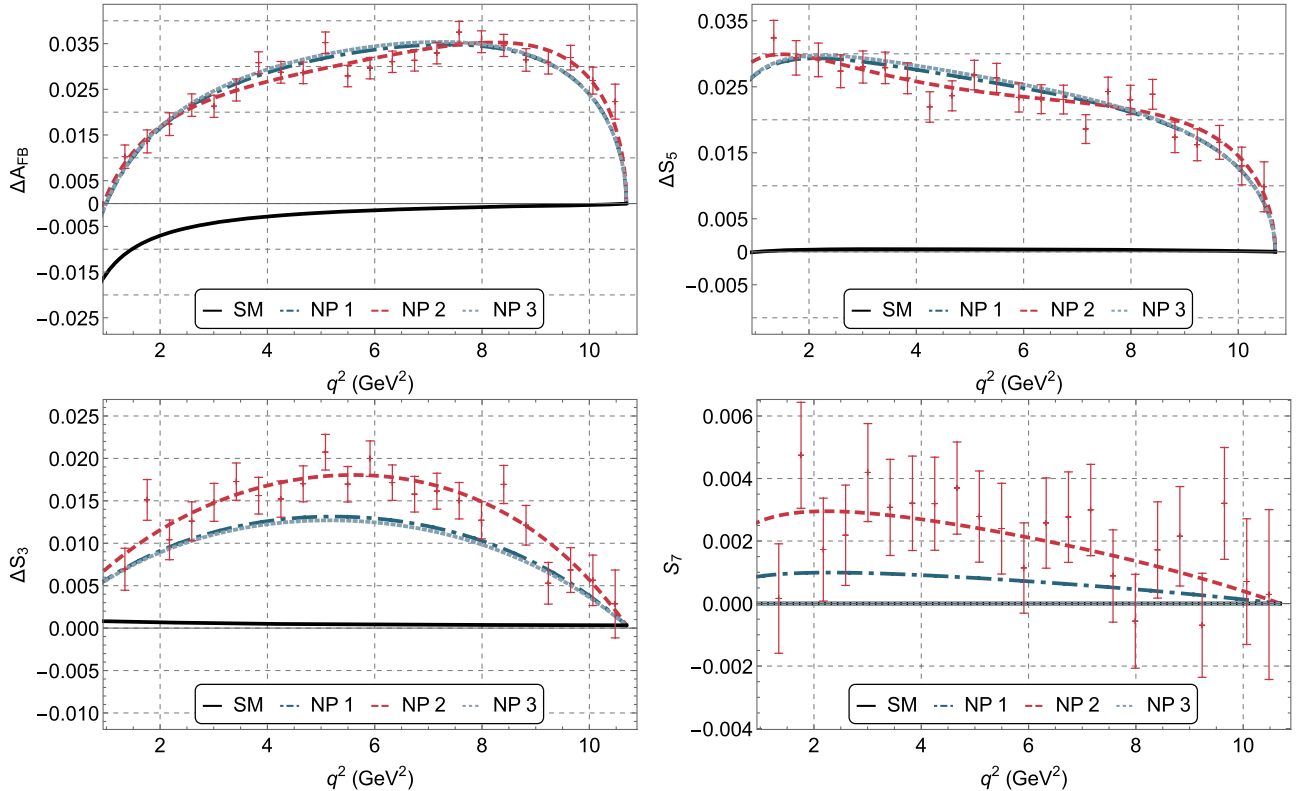 0.035
0.025
0.015
0.005
0
−0.005
−0.015
−0.025
ΔA_FB
SM NP 1 NP 2 NP 3
2 4 6 8 10
q² (GeV²)
0.035
0.025
0.015
0.005
0
−0.005
ΔS₅
SM NP 1 NP 2 NP 3
2 4 6 8 10
q² (GeV²)
0.025
0.020
0.015
0.010
0.005
0.000
−0.005
−0.010
ΔS₃
SM NP 1 NP 2 NP 3
2 4 6 8 10
q² (GeV²)
0.006
0.004
0.002
0.000
−0.002
−0.004
S₇
SM NP 1 NP 2 NP 3
2 4 6 8 10
q² (GeV²)